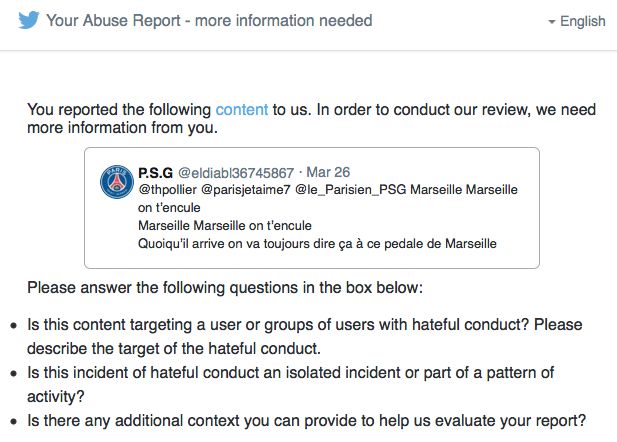 Your Abuse Report - more information needed
English
You reported the following content to us. In order to conduct our review, we need
more information from you.
P.S.G @eldiabl36745867 · Mar 26
@thpollier @parisjetaime7 @le_Parisien_PSG Marseille Marseille
on t'encule
Marseille Marseille on t'encule
Quoiqu'il arrive on va toujours dire ça à ce pedale de Marseille
Please answer the following questions in the box below:
• Is this content targeting a user or groups of users with hateful conduct? Please
describe the target of the hateful conduct.
• Is this incident of hateful conduct an isolated incident or part of a pattern of
activity?
• Is there any additional context you can provide to help us evaluate your report?